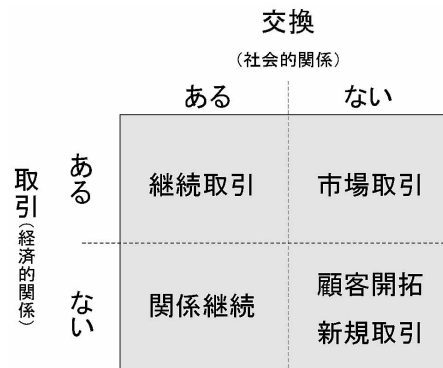 交換
（社会的関係）
ある
ない
取引（経済的関係）
ある
継続取引
市場取引
ない
関係継続
顧客開拓
新規取引